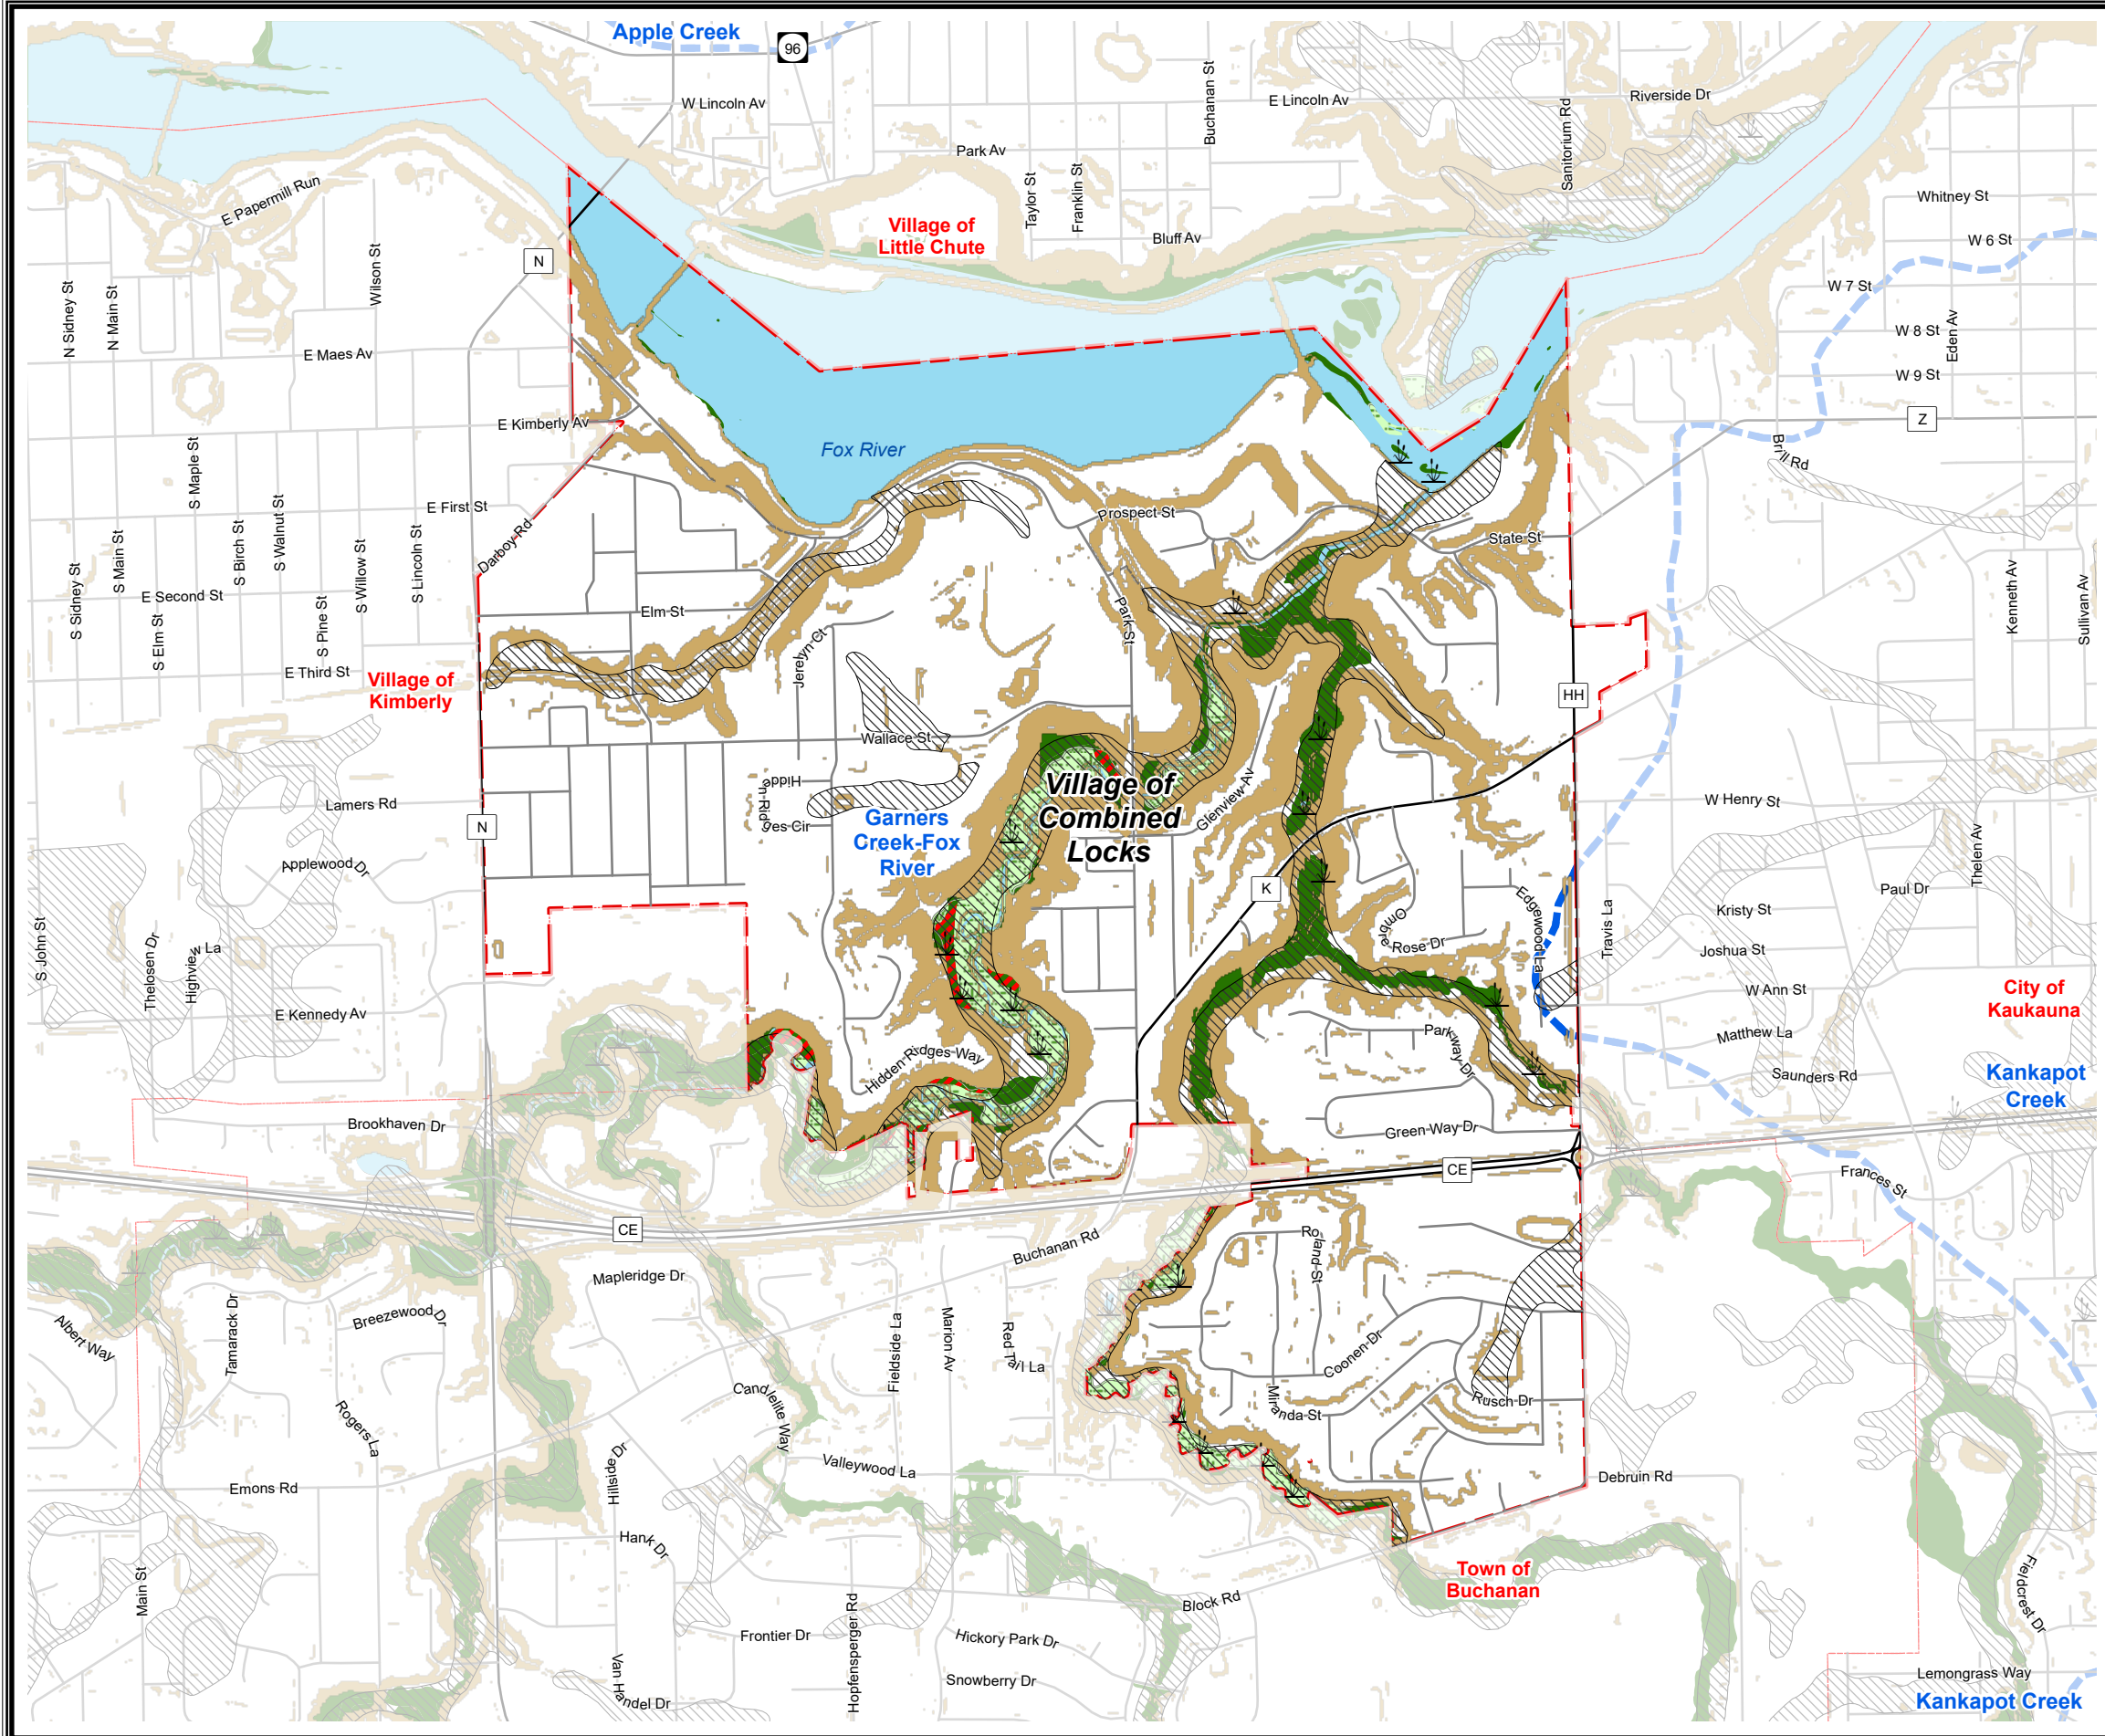 Apple Creek
96
W Lincoln Av
Buchanan St
E Lincoln Av
Sanitorium Rd
Riverside Dr
Park Av
Taylor St
Franklin St
E Papermill Run
Village of
Little Chute
Bluff Av
Whitney St
W 6 St
N
Wilson St
N Sidney St
N Main St
W 7 St
W 8 St
Eden Av
E Maes Av
W 9 St
E Kimberly Av
Z
Fox River
Brill Rd
S Maple St
E First St
Darboy Rd
Prospect St
State St
S Sidney St
S Main St
S Birch St
S Walnut St
S Willow St
S Lincoln St
E Second St
S Elm St
S Pine St
Elm St
Park St
Kenneth Av
Sullivan Av
Jerelyn Ct
E Third St
Village of
Kimberly
HH
Wallace St
Hidden Ridges Cir
Village of
Combined
Locks
Glenview Av
W Henry St
Lamers Rd
N
Garners
Creek-Fox
River
Applewood Dr
K
Thelen Av
Paul Dr
Edgewood La
Ombre Rose Dr
Travis La
Kristy St
Joshua St
S John St
Thelosen Dr
Highview La
W Ann St
City of
Kaukauna
E Kennedy Av
Parkway Dr
Matthew La
Hidden Ridges Way
Saunders Rd
Kankapot
Creek
Brookhaven Dr
Green Way Dr
CE
Frances St
CE
Buchanan Rd
Roland St
Mapleridge Dr
Albert Way
Tamarack Dr
Breezewood Dr
Fieldside La
Marion Av
Red Tail La
Coonen Dr
Candlelite Way
Miranda St
Rusch Dr
Rogers La
Hillside Dr
Valleywood La
Debruin Rd
Emons Rd
Hank Dr
Town of
Buchanan
Main St
Block Rd
Fieldcrest Dr
Hopfensperger Rd
Frontier Dr
Hickory Park Dr
Van Handel Dr
Snowberry Dr
Lemongrass Way
Kankapot Creek